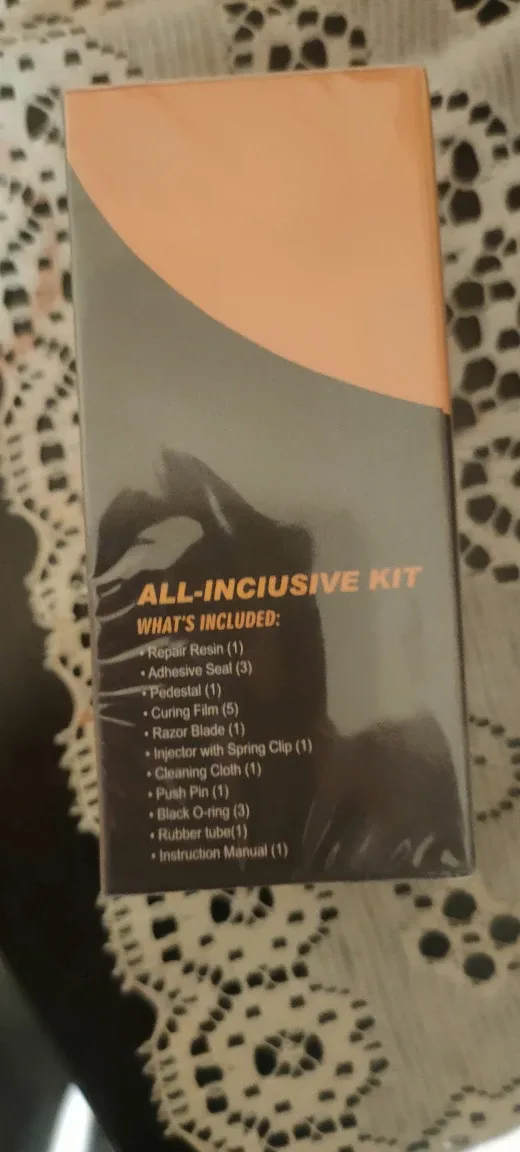 ALL-INCIUSIVE KIT
WHAT'S INCLUDED:
• Repair Resin (1)
• Adhesive Seal (3)
• Pedestal (1)
• Curing Film (5)
• Razor Blade (1)
• Injector with Spring Clip (1)
• Cleaning Cloth (1)
• Push Pin (1)
• Black O-ring (3)
• Rubber tube(1)
• Instruction Manual (1)